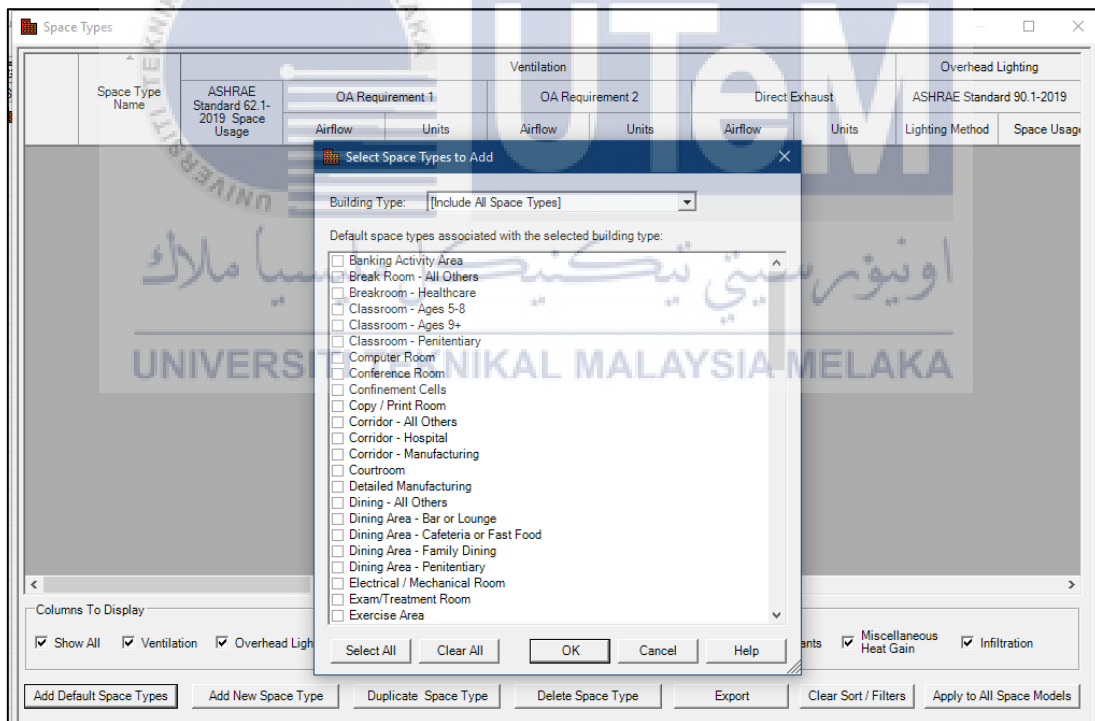 Space Types
Ventilation
Overhead Lighting
Space Type
Name
ASHRAE
Standard 62.1-
2019 Space
Usage
OA Requirement 1
OA Requirement 2
Direct Exhaust
ASHRAE Standard 90.1-2019
Airflow
Units
Airflow
Units
Airflow
Units
Lighting Method
Space Usage
Select Space Types to Add
Building Type:
[Include All Space Types]
Default space types associated with the selected building type:
Banking Activity Area
Break Room - All Others
Breakroom - Healthcare
Classroom - Ages 5-8
Classroom - Ages 9+
Classroom - Penitentiary
Computer Room
Conference Room
Confinement Cells
Copy / Print Room
Corridor - All Others
Corridor - Hospital
Corridor - Manufacturing
Courtroom
Detailed Manufacturing
Dining - All Others
Dining Area - Bar or Lounge
Dining Area - Cafeteria or Fast Food
Dining Area - Family Dining
Dining Area - Penitentiary
Electrical / Mechanical Room
Exam/Treatment Room
Exercise Area
Select All
Clear All
OK
Cancel
Help
Columns To Display
Show All
Ventilation
Overhead Ligh
ants
Miscellaneous
Heat Gain
Infiltration
Add Default Space Types
Add New Space Type
Duplicate Space Type
Delete Space Type
Export
Clear Sort / Filters
Apply to All Space Models
UTeM
اونيۏرسيتي تيكنيكل مليسيا ملاك
UNIVERSITI TEKNIKAL MALAYSIA MELAKA